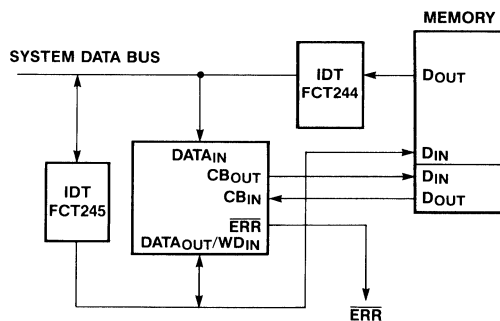 MEMORY
SYSTEM DATA BUS
IDT
FCT244
DOUT
DATAIN
DIN
CBOUT
DIN
IDT
FCT245
CBIN
DOUT
ERR
DATAOUT/WDIN
ERR